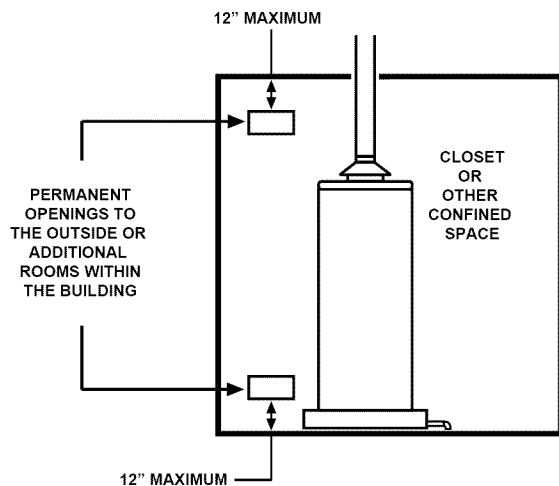 12” MAXIMUM
CLOSET
OR
OTHER
CONFINED
SPACE
PERMANENT
OPENINGS TO
THE OUTSIDE OR
ADDITIONAL
ROOMS WITHIN
THE BUILDING
12” MAXIMUM